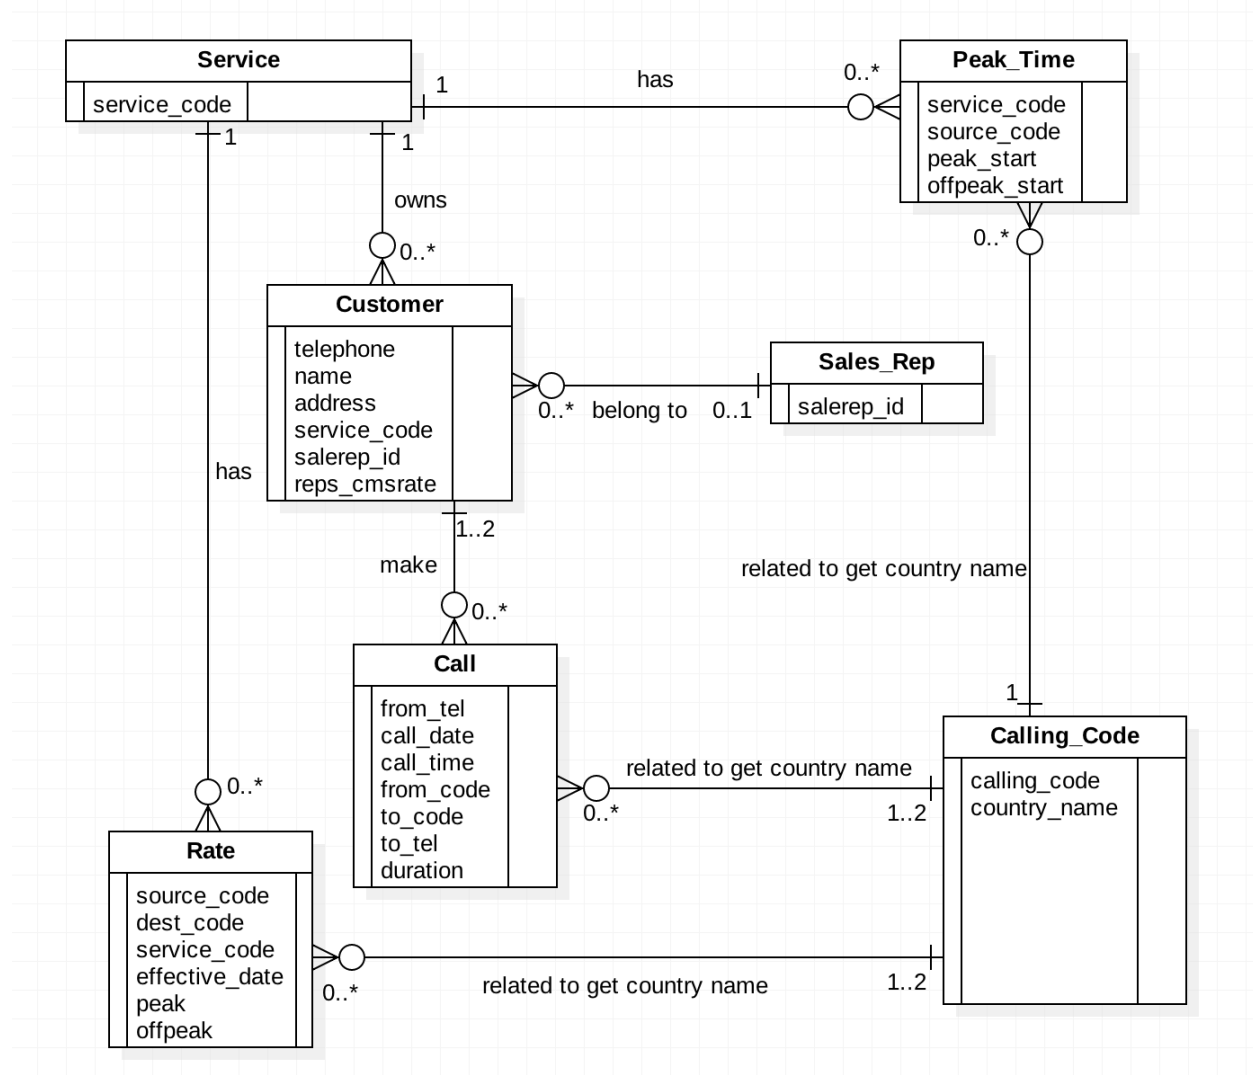 Service
service_code
1
has
0..*
Peak_Time
service_code
source_code
peak_start
offpeak_start
1
1
owns
0..*
0..*
Customer
telephone
name
address
service_code
salerep_id
reps_cmsrate
0..*
belong to
0..1
Sales_Rep
salerep_id
has
1..2
make
0..*
related to get country name
1
Call
from_tel
call_date
call_time
from_code
to_code
to_tel
duration
related to get country name
0..*
1..2
Calling_Code
calling_code
country_name
0..*
Rate
source_code
dest_code
service_code
effective_date
peak
offpeak
0..*
related to get country name
1..2